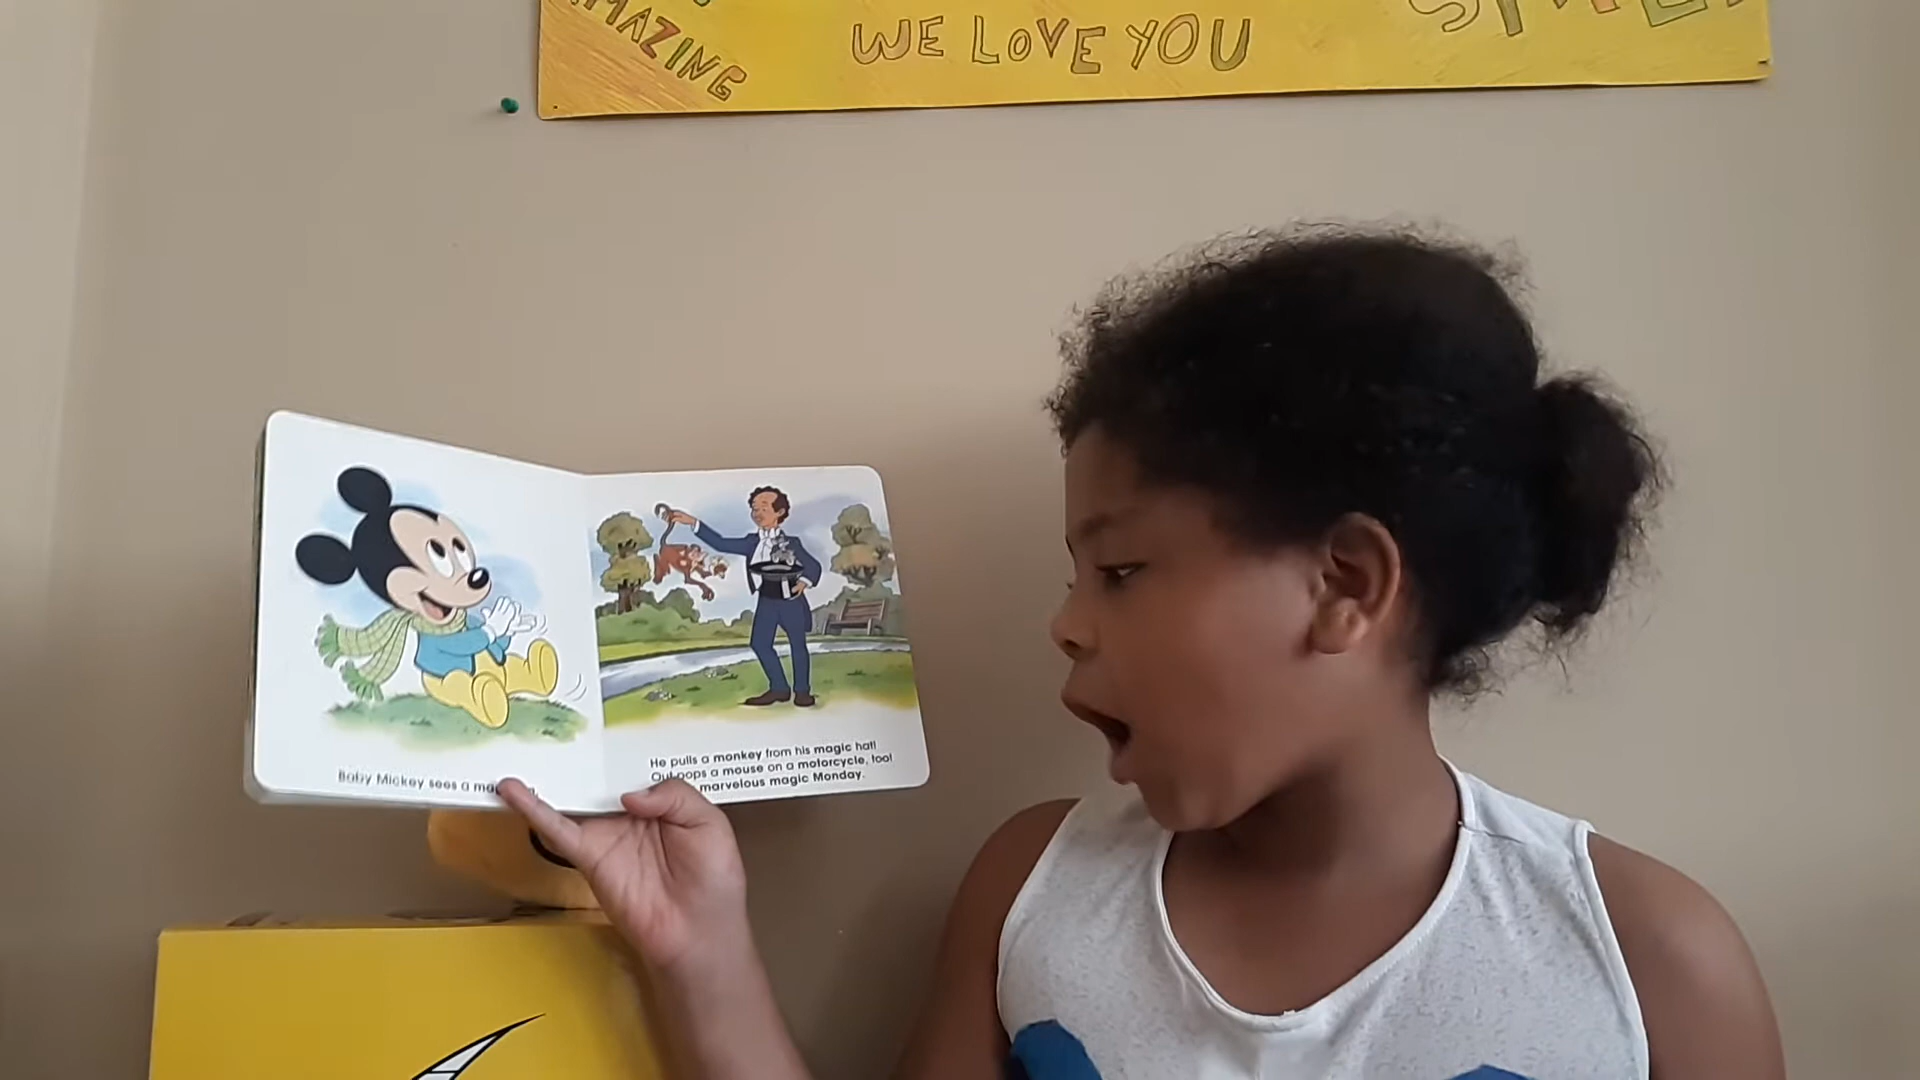 AMAZING
WE LOVE YOU
Baby Mickey sees a
He pulls a monkey from his magic hat!
Out pops a mouse on a motorcycle, too!
marvelous magic Monday.